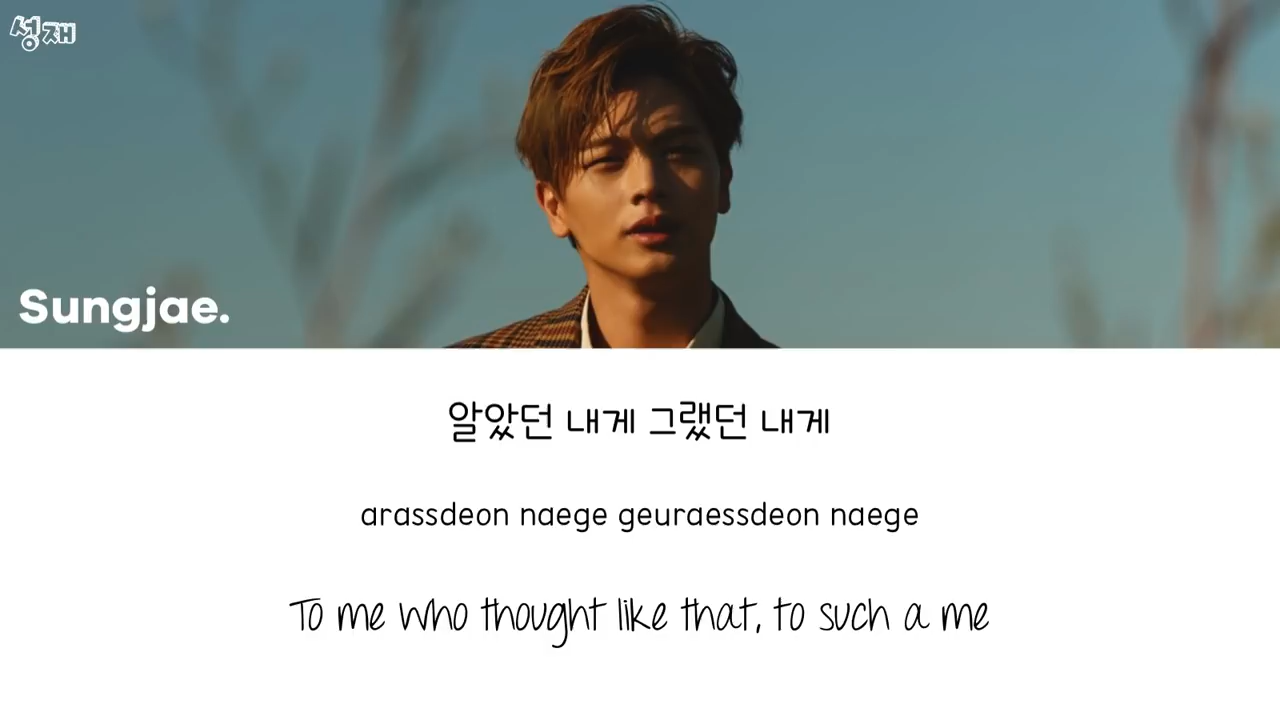 성재
Sungjae.
알았던 내게 그랬던 내게
arassdeon naege geuraessdeon naege
To me who thought like that, to such a me